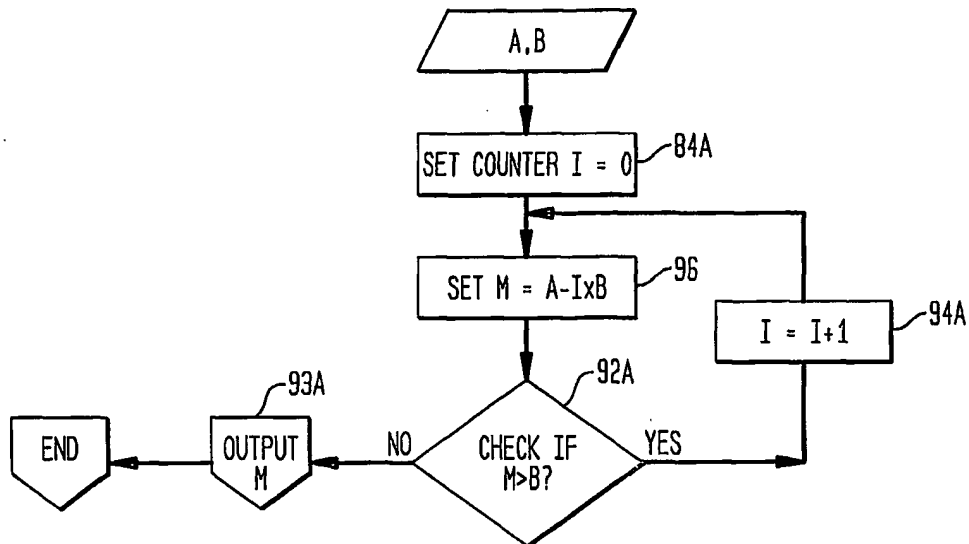 A,B
SET COUNTER I = 0
84A
SET M = A-IxB
96
I = I+1
94A
92A
CHECK IF
M>B?
NO
YES
93A
OUTPUT
M
END